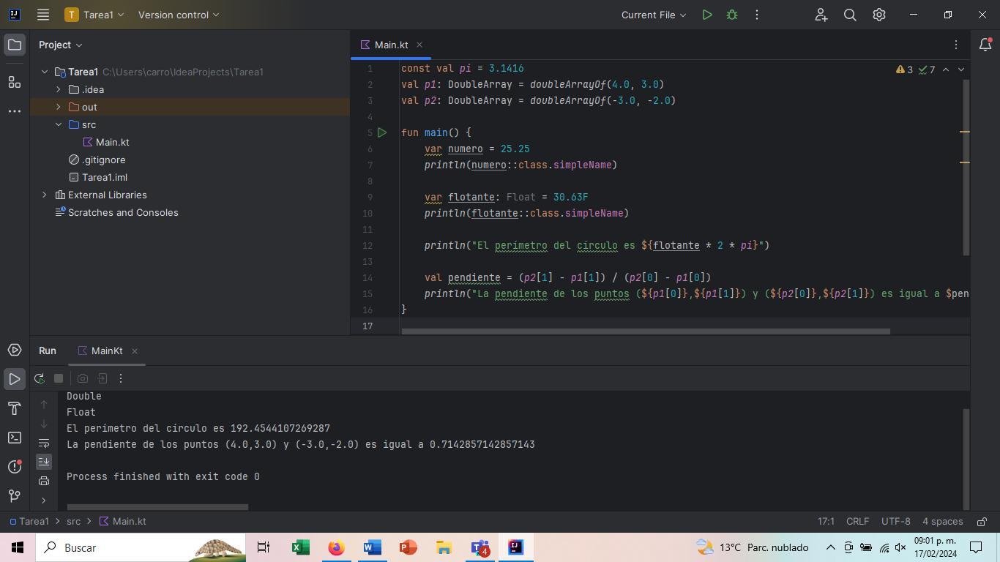 T Tarea1 Version control Current File
Project
Tarea1 C:\Users\carro\IdeaProjects\Tarea1
.idea
out
src
Main.kt
.gitignore
Tarea1.iml
External Libraries
Scratches and Consoles
Main.kt
3 7
1 const val pi = 3.1416
2 val p1: DoubleArray = doubleArrayOf(4.0, 3.0)
3 val p2: DoubleArray = doubleArrayOf(-3.0, -2.0)
4
5 fun main() {
6 var numero = 25.25
7 println(numero::class.simpleName)
8
9 var flotante: Float = 30.63F
10 println(flotante::class.simpleName)
11
12 println("El perímetro del círculo es ${flotante * 2 * pi}")
13
14 val pendiente = (p2[1] - p1[1]) / (p2[0] - p1[0])
15 println("La pendiente de los puntos (${p1[0]},${p1[1]}) y (${p2[0]},${p2[1]}) es igual a $pen
16 }
17
Run MainKt
Double
Float
El perímetro del círculo es 192.4544107269287
La pendiente de los puntos (4.0,3.0) y (-3.0,-2.0) es igual a 0.7142857142857143
Process finished with exit code 0
Tarea1 > src > Main.kt 17:1 CRLF UTF-8 4 spaces
Buscar 4 13°C Parc. nublado 09:01 p. m.
17/02/2024